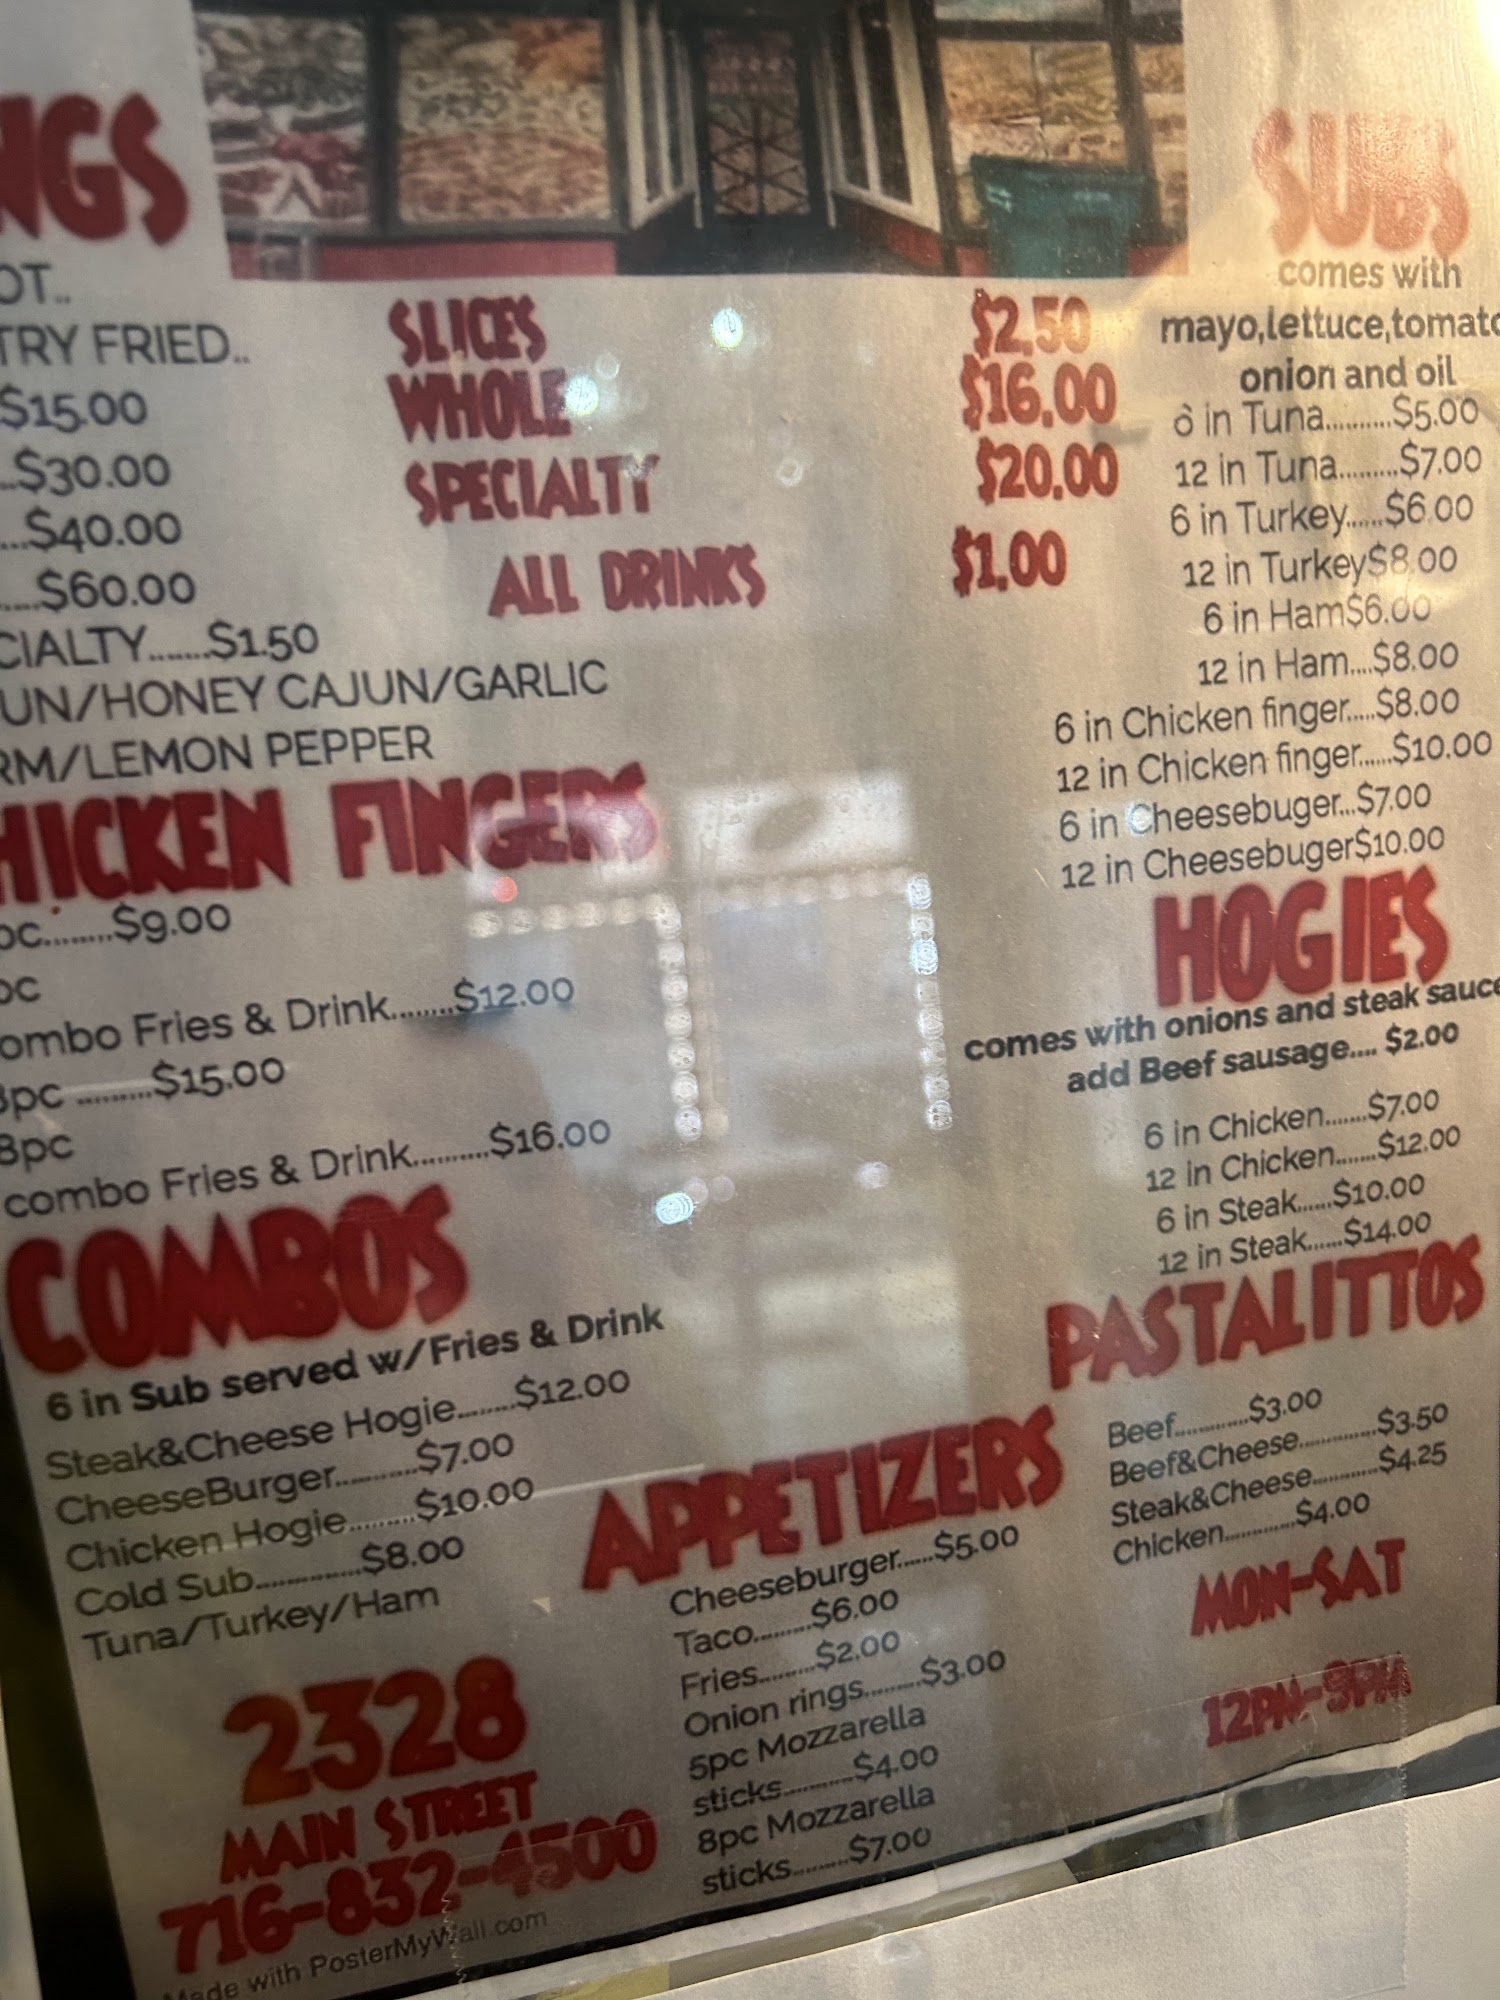 NGS
OT..
TRY FRIED..
$15.00
..$30.00
...$40.00
.....$60.00
CIALTY.......$1.50
UN/HONEY CAJUN/GARLIC
RM/LEMON PEPPER
HICKEN FINGERS
pc........$9.00
pc
ombo Fries & Drink.......$12.00
8pc ..........$15.00
8pc
combo Fries & Drink..........$16.00
COMBOS
6 in Sub served w/Fries & Drink
Steak&Cheese Hogie.......$12.00
CheeseBurger...........$7.00
Chicken Hogie.........$10.00
Cold Sub..............$8.00
Tuna/Turkey/Ham
2328
MAIN STREET
716-832-4500
Made with PosterMyWall.com
SLICES $2.50
WHOLE $16.00
SPECIALTY $20.00
ALL DRINKS $1.00
APPETIZERS
Cheeseburger.....$5.00
Taco.........$6.00
Fries.........$2.00
Onion rings.........$3.00
5pc Mozzarella
sticks...........$4.00
8pc Mozzarella
sticks.........$7.00
SUBS
comes with
mayo,lettuce,tomato
onion and oil
6 in Tuna..........$5.00
12 in Tuna.........$7.00
6 in Turkey......$6.00
12 in Turkey$8.00
6 in Ham$6.00
12 in Ham....$8.00
6 in Chicken finger.....$8.00
12 in Chicken finger......$10.00
6 in Cheesebuger...$7.00
12 in Cheesebuger$10.00
HOGIES
comes with onions and steak sauce
add Beef sausage.... $2.00
6 in Chicken.......$7.00
12 in Chicken.......$12.00
6 in Steak......$10.00
12 in Steak......$14.00
PASTALITTOS
Beef............$3.00
Beef&Cheese.............$3.50
Steak&Cheese...........$4.25
Chicken............$4.00
MON-SAT
12PM-9PM